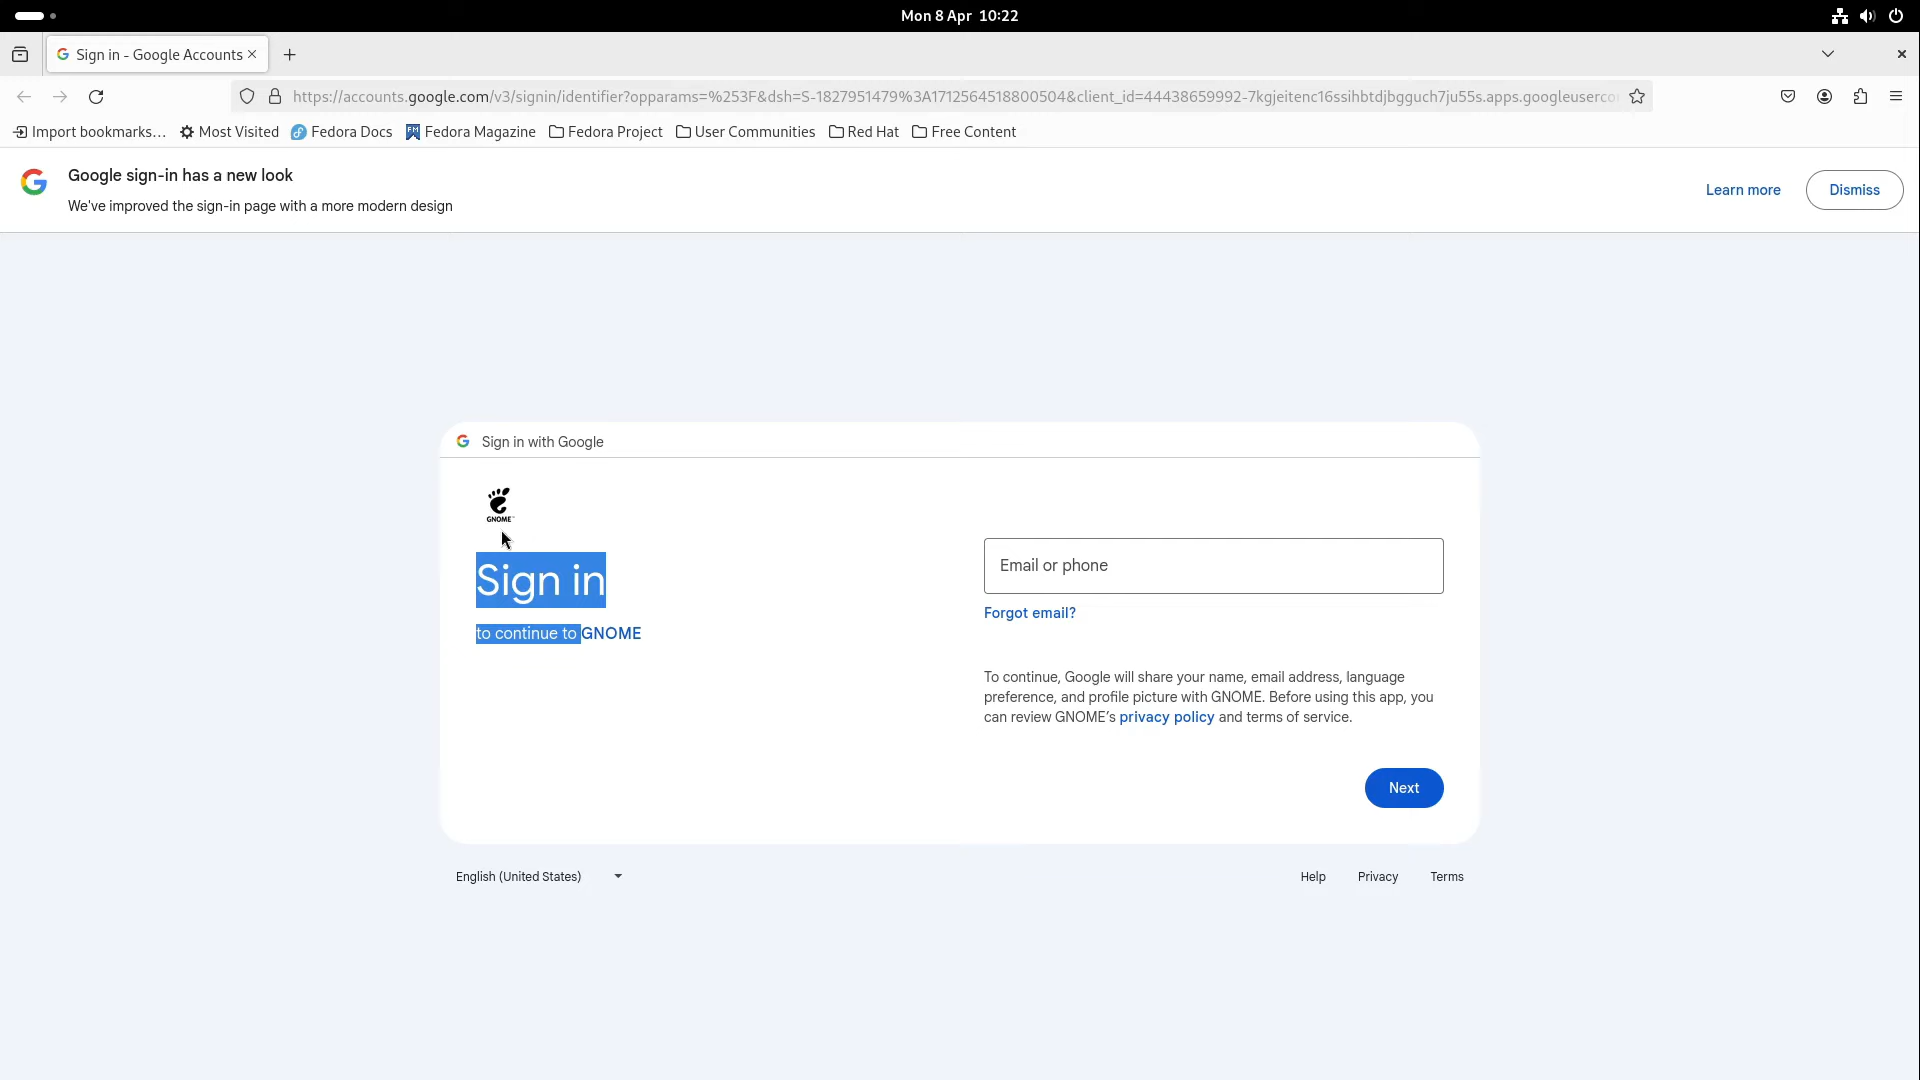 Mon 8 Apr 10:22
Sign in - Google Accounts
https://accounts.google.com/v3/signin/identifier?opparams=%253F&dsh=S-1827951479%3A1712564518800504&client_id=44438659992-7kgjeitenc16ssihbtdjbgguch7ju55s.apps.googleuserco
Import bookmarks… Most Visited Fedora Docs Fedora Magazine Fedora Project User Communities Red Hat Free Content
Google sign-in has a new look
We've improved the sign-in page with a more modern design
Learn more Dismiss
Sign in with Google
GNOME
Sign in
to continue to GNOME
Email or phone
Forgot email?
To continue, Google will share your name, email address, language
preference, and profile picture with GNOME. Before using this app, you
can review GNOME's privacy policy and terms of service.
Next
English (United States) Help Privacy Terms